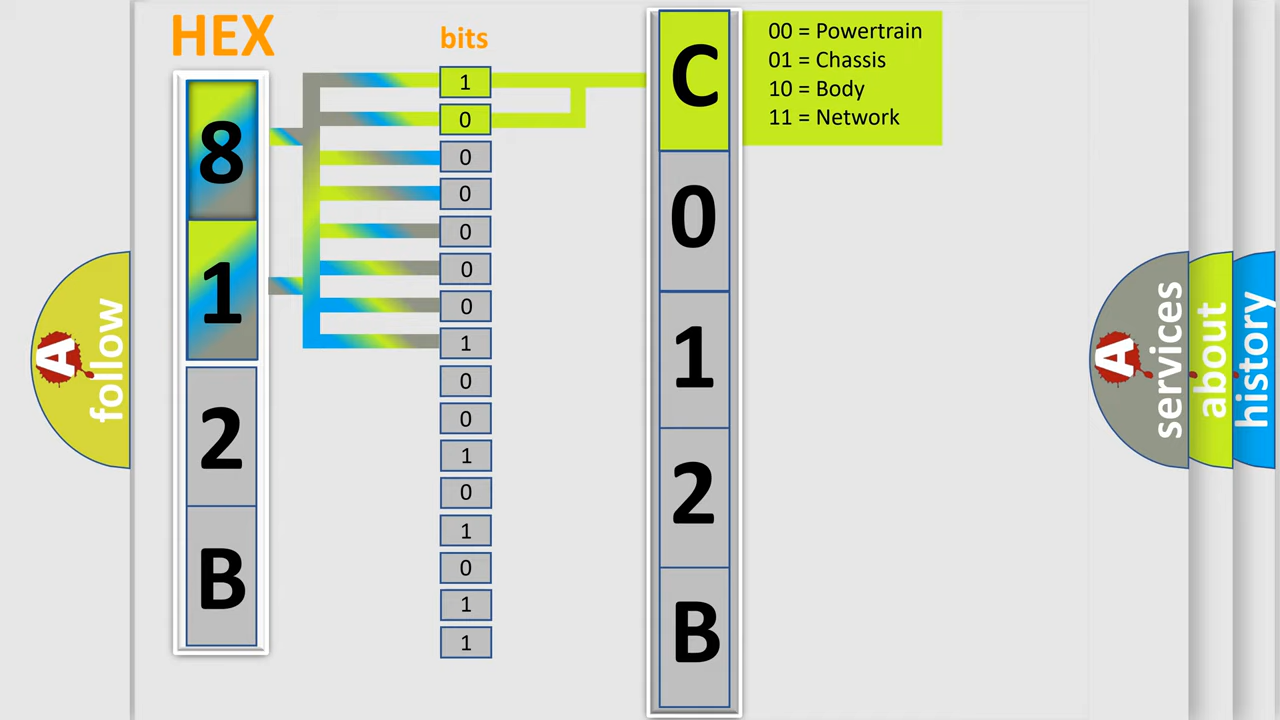 HEX
bits
8
1
2
B
1
0
0
0
0
0
0
1
0
0
1
0
1
0
1
1
C
0
1
2
B
00 = Powertrain
01 = Chassis
10 = Body
11 = Network
A
follow
A
services
about
history